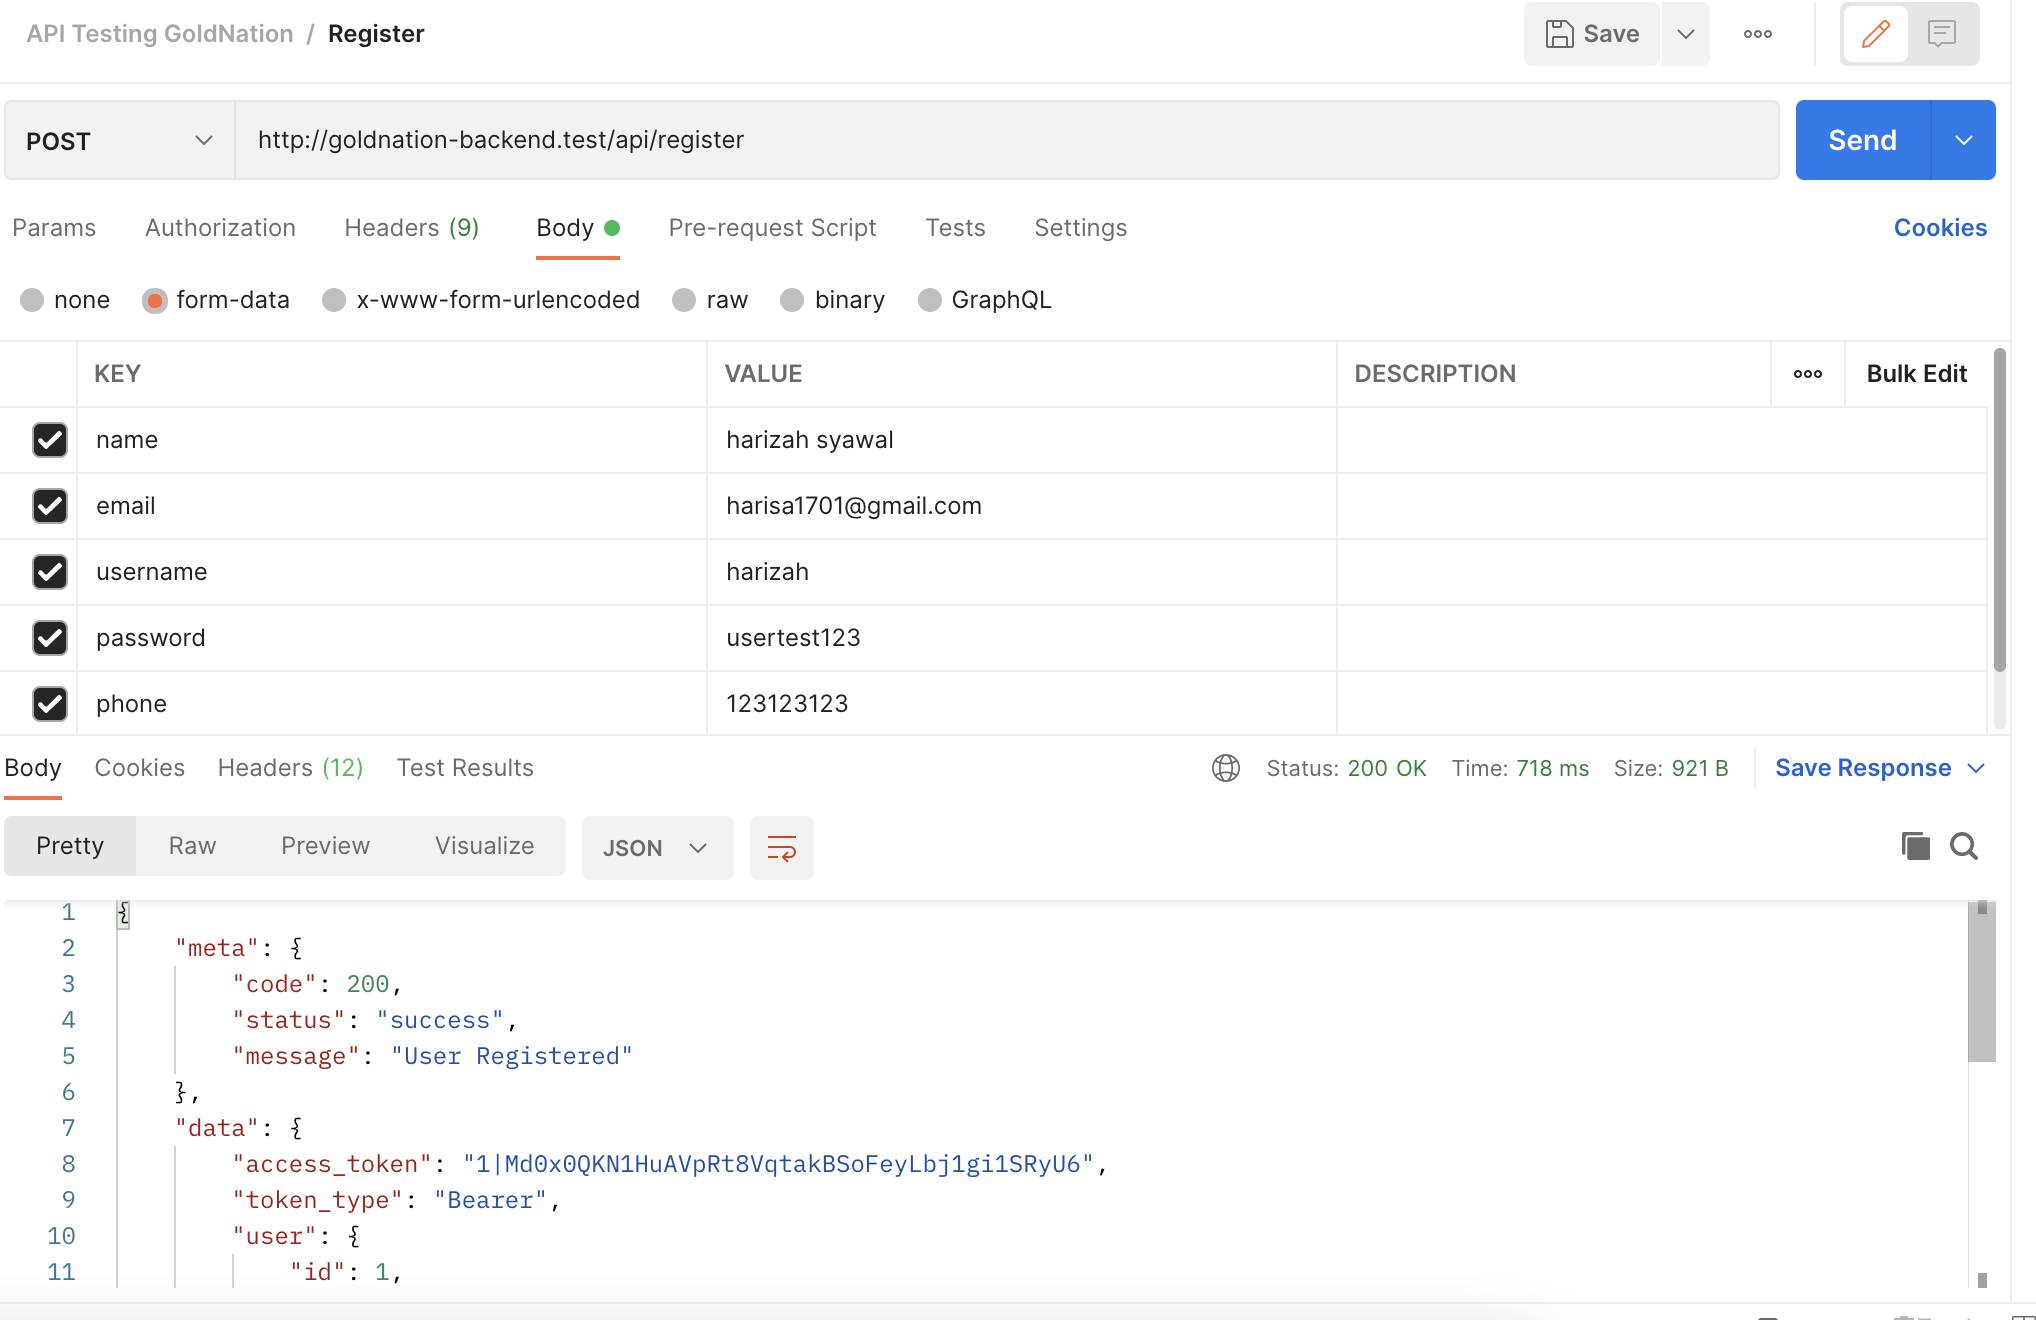 API Testing GoldNation / Register
Save
POST
http://goldnation-backend.test/api/register
Send
Params Authorization Headers (9) Body Pre-request Script Tests Settings Cookies
none form-data x-www-form-urlencoded raw binary GraphQL
KEY VALUE DESCRIPTION Bulk Edit
name harizah syawal
email harisa1701@gmail.com
username harizah
password usertest123
phone 123123123
Body Cookies Headers (12) Test Results Status: 200 OK Time: 718 ms Size: 921 B Save Response
Pretty Raw Preview Visualize JSON
1 {
2 "meta": {
3 "code": 200,
4 "status": "success",
5 "message": "User Registered"
6 },
7 "data": {
8 "access_token": "1|Md0x0QKN1HuAVpRt8VqtakBSoFeyLbj1gi1SRyU6",
9 "token_type": "Bearer",
10 "user": {
11 "id": 1,